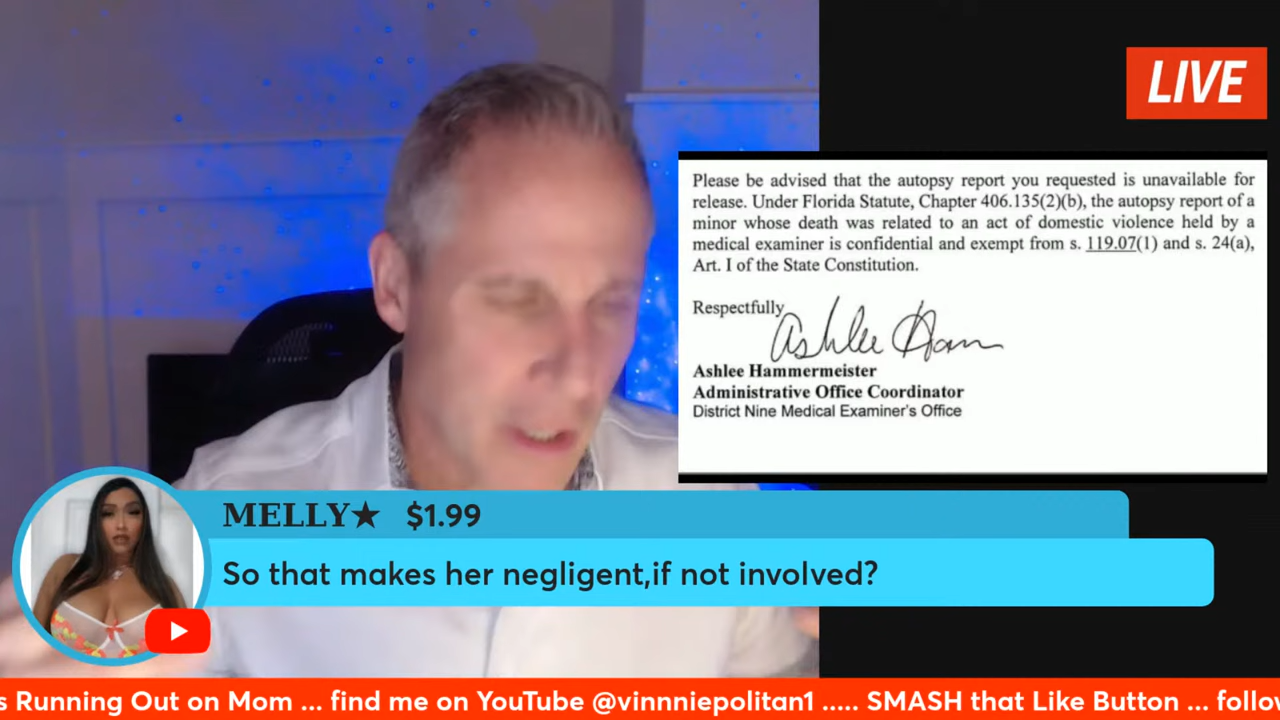 LIVE
Please be advised that the autopsy report you requested is unavailable for
release. Under Florida Statute, Chapter 406.135(2)(b), the autopsy report of a
minor whose death was related to an act of domestic violence held by a
medical examiner is confidential and exempt from s. 119.07(1) and s. 24(a),
Art. I of the State Constitution.
Respectfully
Ashlee Ham
Ashlee Hammermeister
Administrative Office Coordinator
District Nine Medical Examiner's Office
MELLY★ $1.99
So that makes her negligent,if not involved?
s Running Out on Mom ... find me on YouTube @vinnniepolitan1 ..... SMASH that Like Button ... follow